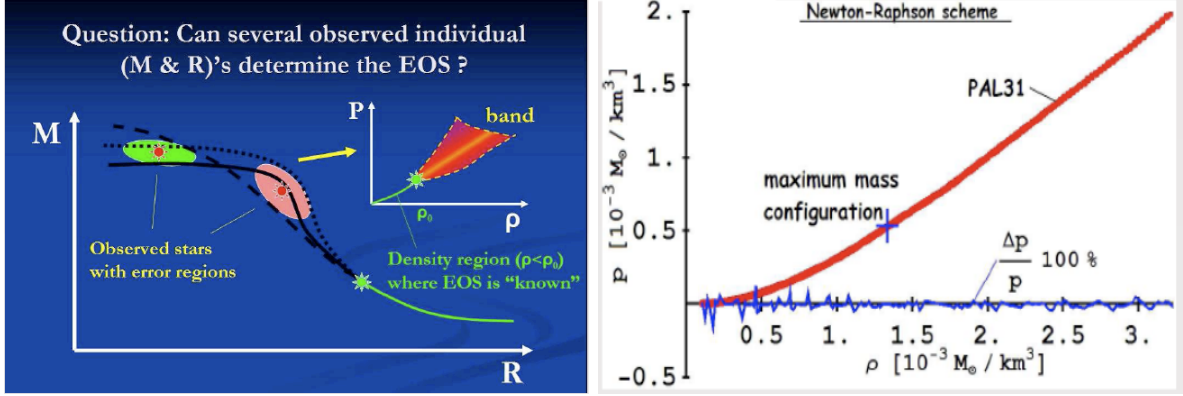 Question: Can several observed individual
(M & R)'s determine the EOS ?
M
P
band
ρ₀
ρ
Observed stars
with error regions
Density region (ρ<ρ₀)
where EOS is "known"
R
Newton-Raphson scheme
2.
1.5
1.
0.5
-0.5
P [10⁻³ M☉ / km³]
PAL31
maximum mass
configuration
Δp
p
100 %
0.5 1. 1.5 2. 2.5 3.
ρ [10⁻³ M☉ / km³]